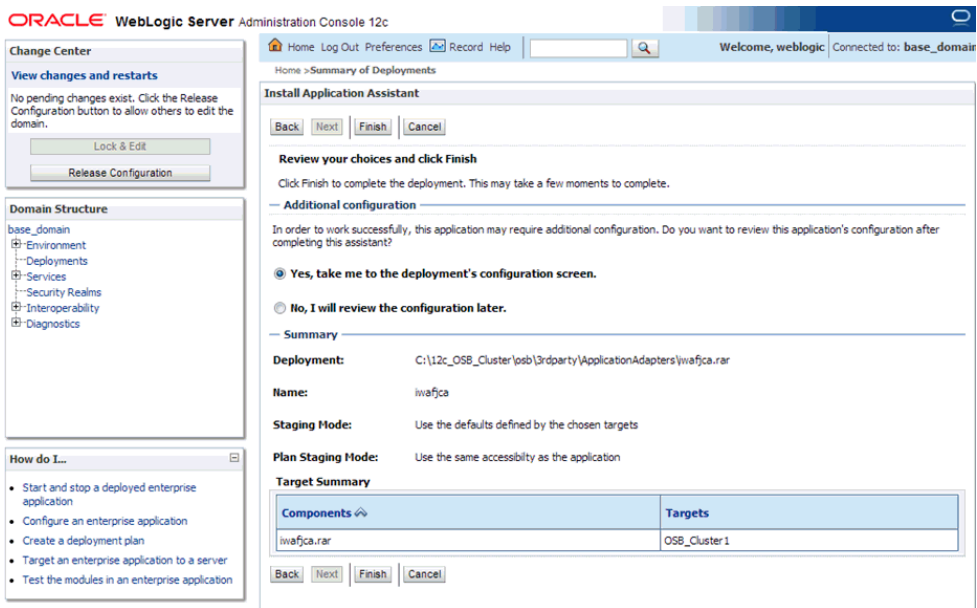 ORACLE WebLogic Server Administration Console 12c
Change Center
View changes and restarts
No pending changes exist. Click the Release
Configuration button to allow others to edit the
domain.
Lock & Edit
Release Configuration
Domain Structure
base_domain
Environment
Deployments
Services
Security Realms
Interoperability
Diagnostics
How do I...
Start and stop a deployed enterprise
application
Configure an enterprise application
Create a deployment plan
Target an enterprise application to a server
Test the modules in an enterprise application
Home Log Out Preferences Record Help
Welcome, weblogic Connected to: base_domain
Home >Summary of Deployments
Install Application Assistant
Back Next Finish Cancel
Review your choices and click Finish
Click Finish to complete the deployment. This may take a few moments to complete.
Additional configuration
In order to work successfully, this application may require additional configuration. Do you want to review this application's configuration after
completing this assistant?
Yes, take me to the deployment's configuration screen.
No, I will review the configuration later.
Summary
Deployment: C:\12c_OSB_Cluster\osb\3rdparty\ApplicationAdapters\iwafjca.rar
Name: iwafjca
Staging Mode: Use the defaults defined by the chosen targets
Plan Staging Mode: Use the same accessibilty as the application
Target Summary
Components Targets
iwafjca.rar OSB_Cluster1
Back Next Finish Cancel